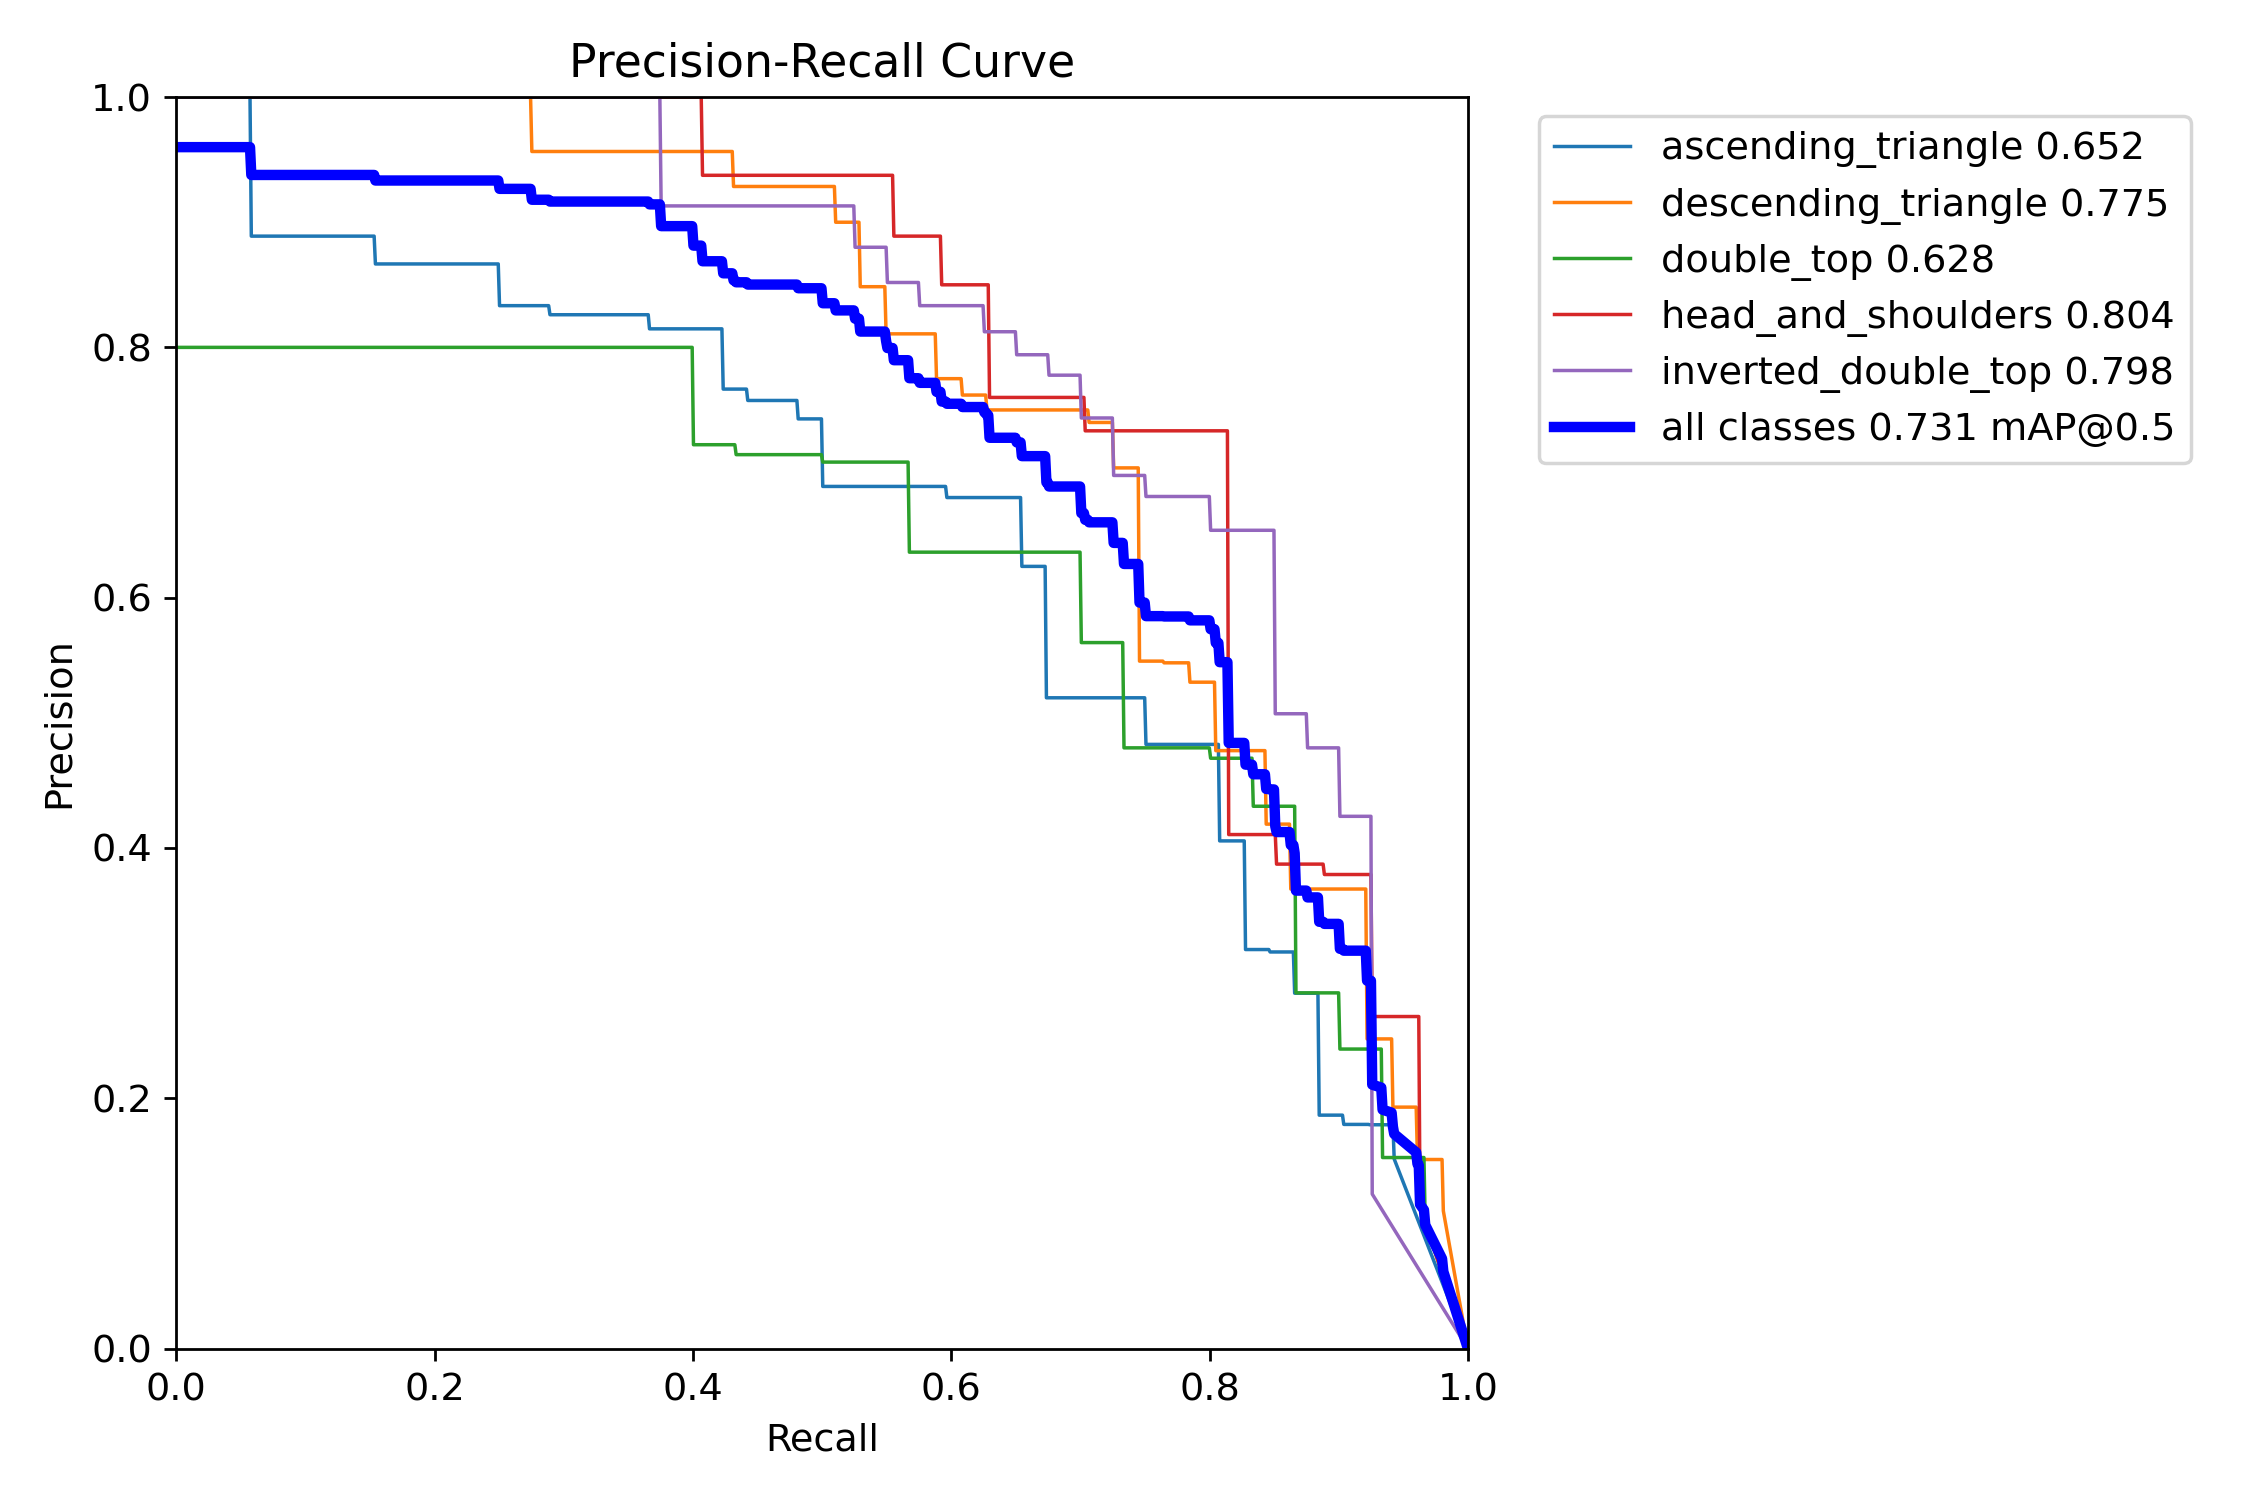 Precision-Recall Curve
1.0
0.8
0.6
0.4
0.2
0.0
Precision
0.0 0.2 0.4 0.6 0.8 1.0
Recall
ascending_triangle 0.652
descending_triangle 0.775
double_top 0.628
head_and_shoulders 0.804
inverted_double_top 0.798
all classes 0.731 mAP@0.5